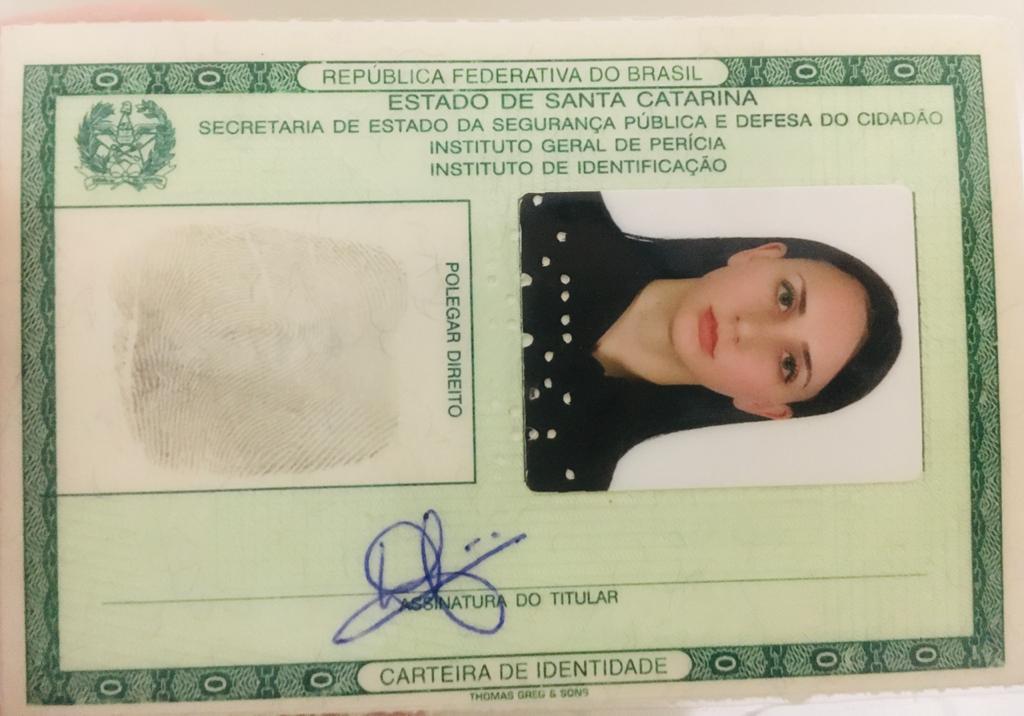 REPÚBLICA FEDERATIVA DO BRASIL
ESTADO DE SANTA CATARINA
SECRETARIA DE ESTADO DA SEGURANÇA PÚBLICA E DEFESA DO CIDADÃO
INSTITUTO GERAL DE PERÍCIA
INSTITUTO DE IDENTIFICAÇÃO
POLEGAR DIREITO
ASSINATURA DO TITULAR
CARTEIRA DE IDENTIDADE
THOMAS GREG & SONS